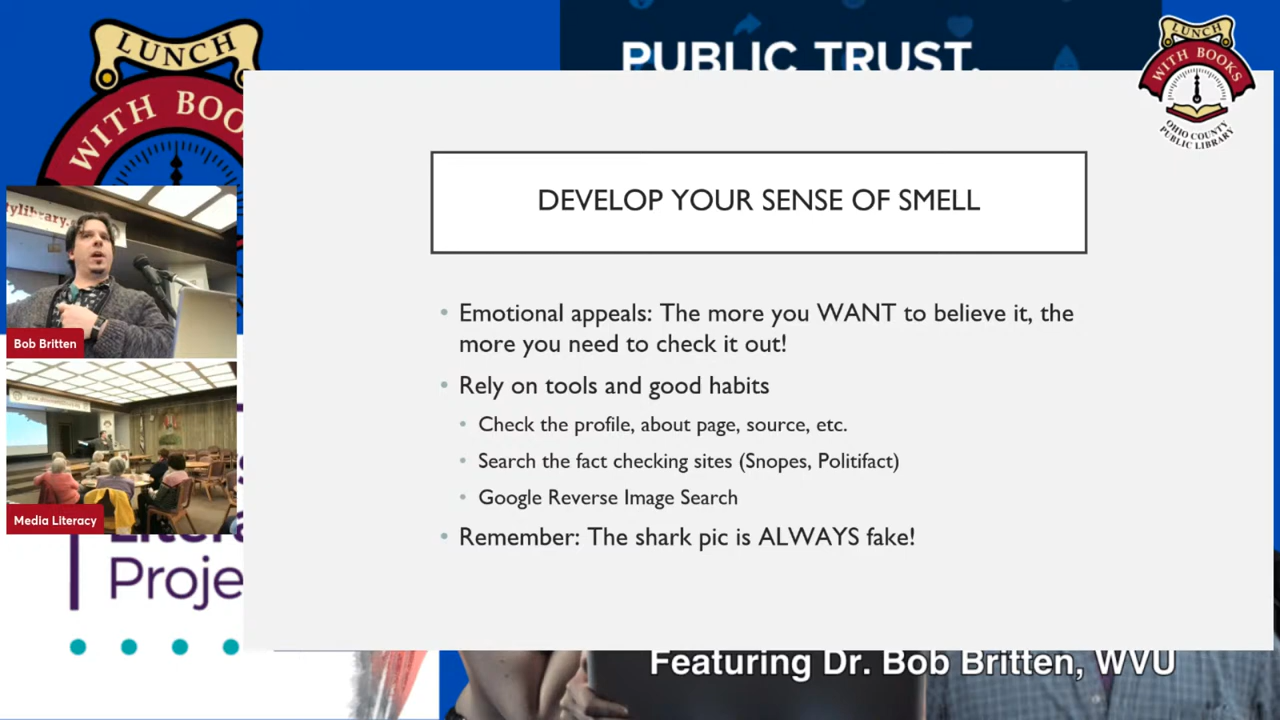 LUNCH
WITH BOO
PUBLIC TRUST.
LUNCH
WITH BOOKS
OHIO COUNTY
PUBLIC LIBRARY
DEVELOP YOUR SENSE OF SMELL
• Emotional appeals: The more you WANT to believe it, the
more you need to check it out!
• Rely on tools and good habits
• Check the profile, about page, source, etc.
• Search the fact checking sites (Snopes, Politifact)
• Google Reverse Image Search
• Remember: The shark pic is ALWAYS fake!
tylibrary.
Bob Britten
Media Literacy
Proje
Featuring Dr. Bob Britten, WVU